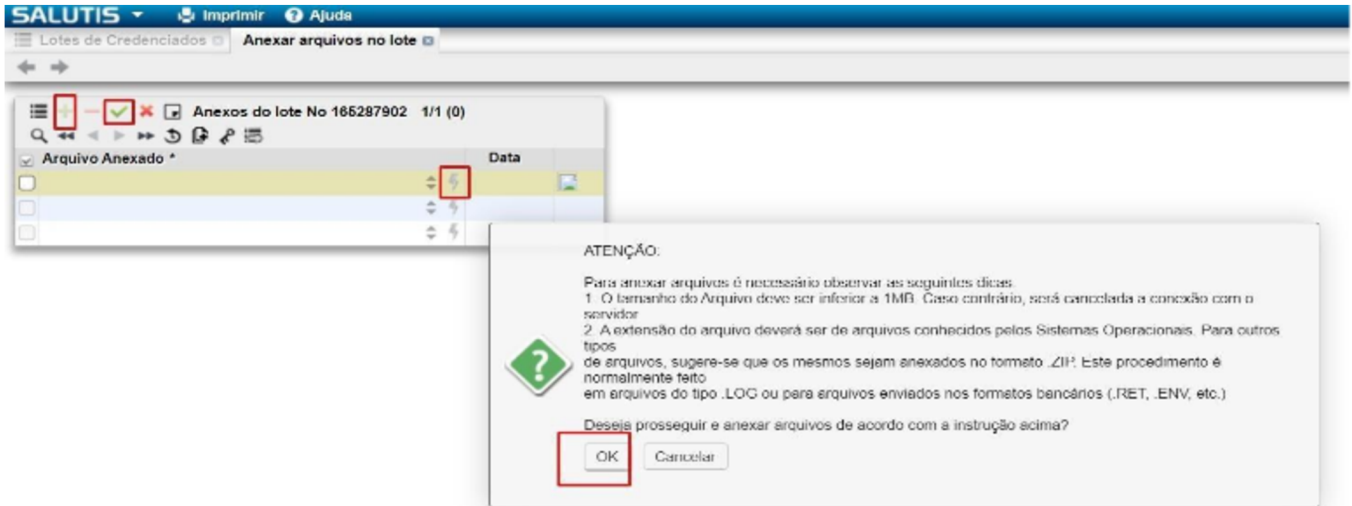 SALUTIS Imprimir Ajuda
Lotes de Credenciados Anexar arquivos no lote
Anexos do lote No 165287902 1/1 (0)
Arquivo Anexado * Data
ATENÇÃO:
Para anexar arquivos é necessário observar as seguintes dicas
1. O tamanho do Arquivo deve ser inferior a 1MB. Caso contrário, será cancelada a conexão com o
servidor
2. A extensão do arquivo deverá ser de arquivos conhecidos pelos Sistemas Operacionais. Para outros
tipos
de arquivos, sugere-se que os mesmos sejam anexados no formato .ZIP. Este procedimento é
normalmente feito
em arquivos do tipo .LOG ou para arquivos enviados nos formatos bancários (.RET, .ENV, etc.)
Deseja prosseguir e anexar arquivos de acordo com a instrução acima?
OK Cancelar